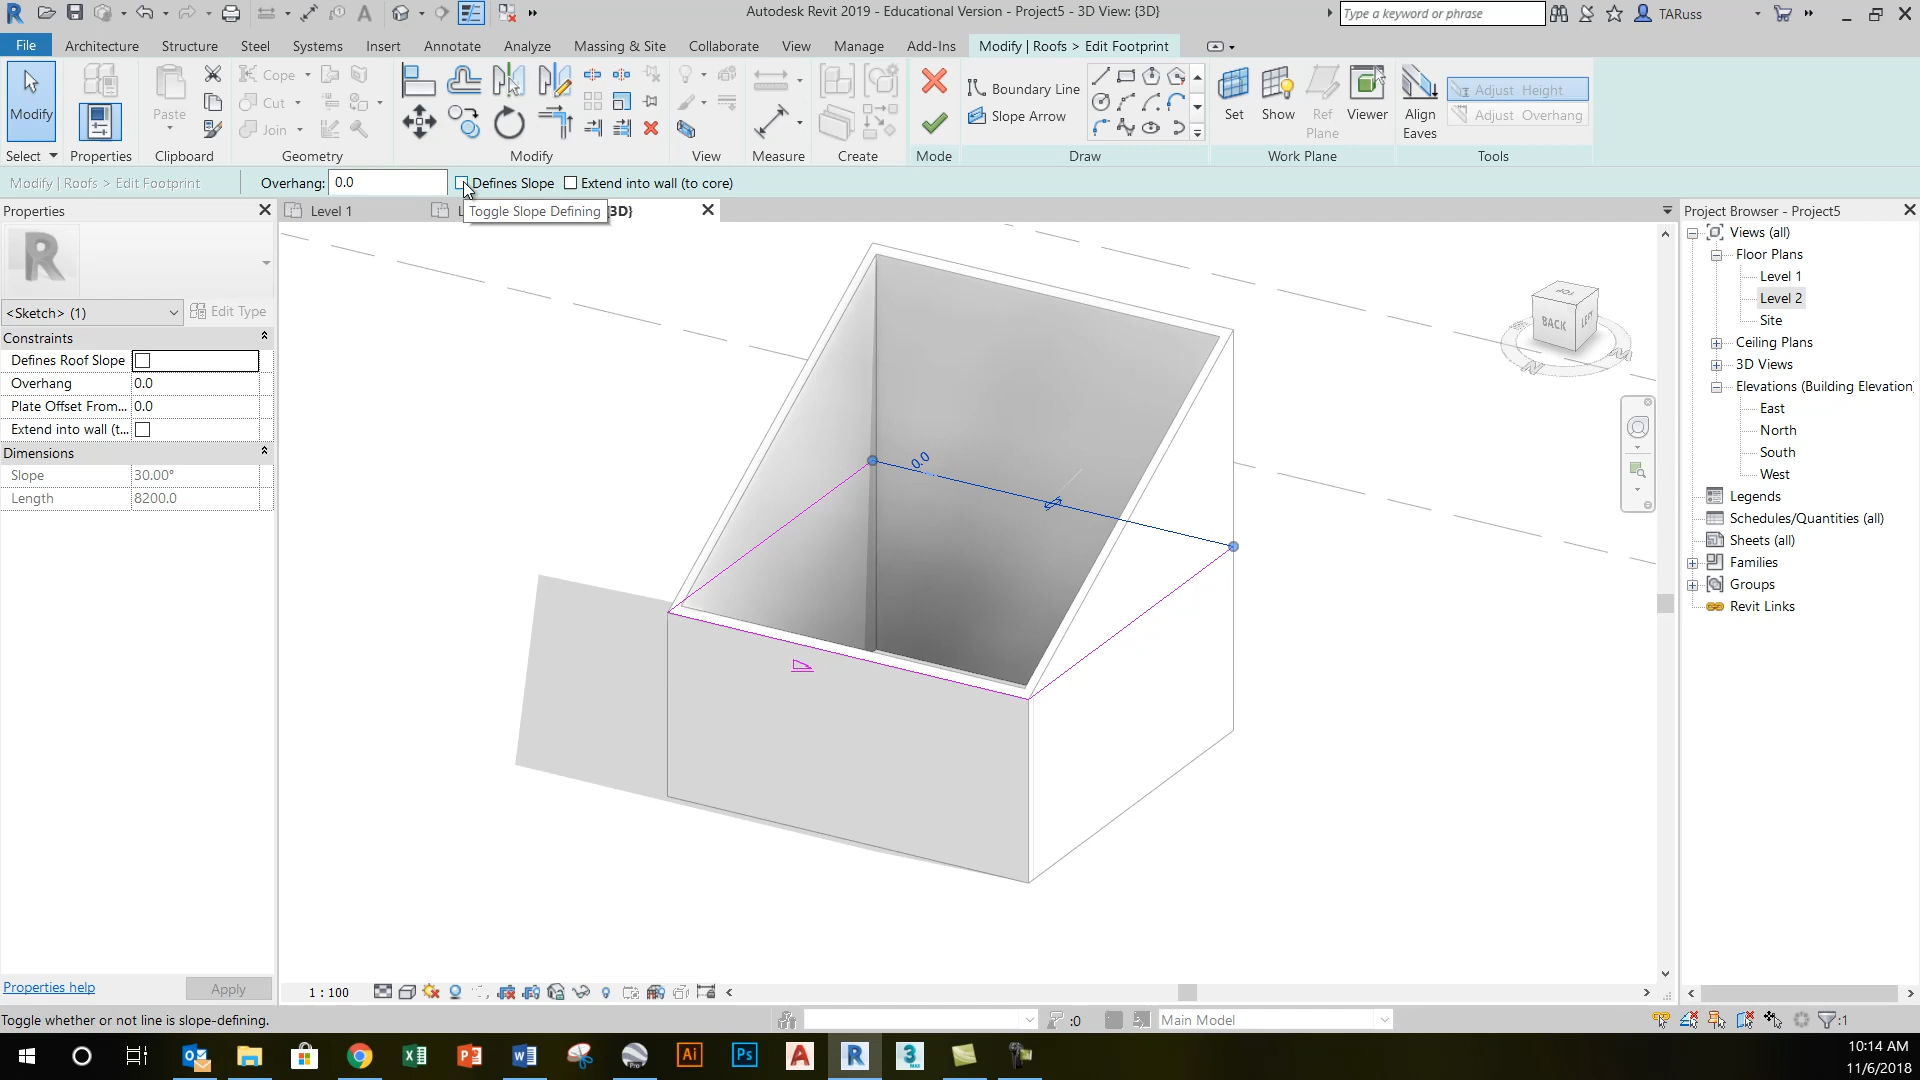 Autodesk Revit 2019 - Educational Version - Project5 - 3D View: {3D}
Type a keyword or phrase
TARuss
File Architecture Structure Steel Systems Insert Annotate Analyze Massing & Site Collaborate View Manage Add-Ins Modify | Roofs > Edit Footprint
Modify
Paste
Cope
Cut
Join
Boundary Line
Slope Arrow
Set Show Ref Plane Viewer
Align Eaves
Adjust Height
Adjust Overhang
Select Properties Clipboard Geometry Modify View Measure Create Mode Draw Work Plane Tools
Modify | Roofs > Edit Footprint Overhang: 0.0 Defines Slope Extend into wall (to core)
Toggle Slope Defining
Properties
Level 1 L {3D}
Project Browser - Project5
R
<Sketch> (1) Edit Type
Constraints
Defines Roof Slope
Overhang 0.0
Plate Offset From... 0.0
Extend into wall (t...
Dimensions
Slope 30.00°
Length 8200.0
0.0
TOP
BACK
LEFT
N
Views (all)
Floor Plans
Level 1
Level 2
Site
Ceiling Plans
3D Views
Elevations (Building Elevation)
East
North
South
West
Legends
Schedules/Quantities (all)
Sheets (all)
Families
Groups
Revit Links
Properties help Apply
1 : 100
Toggle whether or not line is slope-defining.
:0
Main Model
:1
10:14 AM
11/6/2018